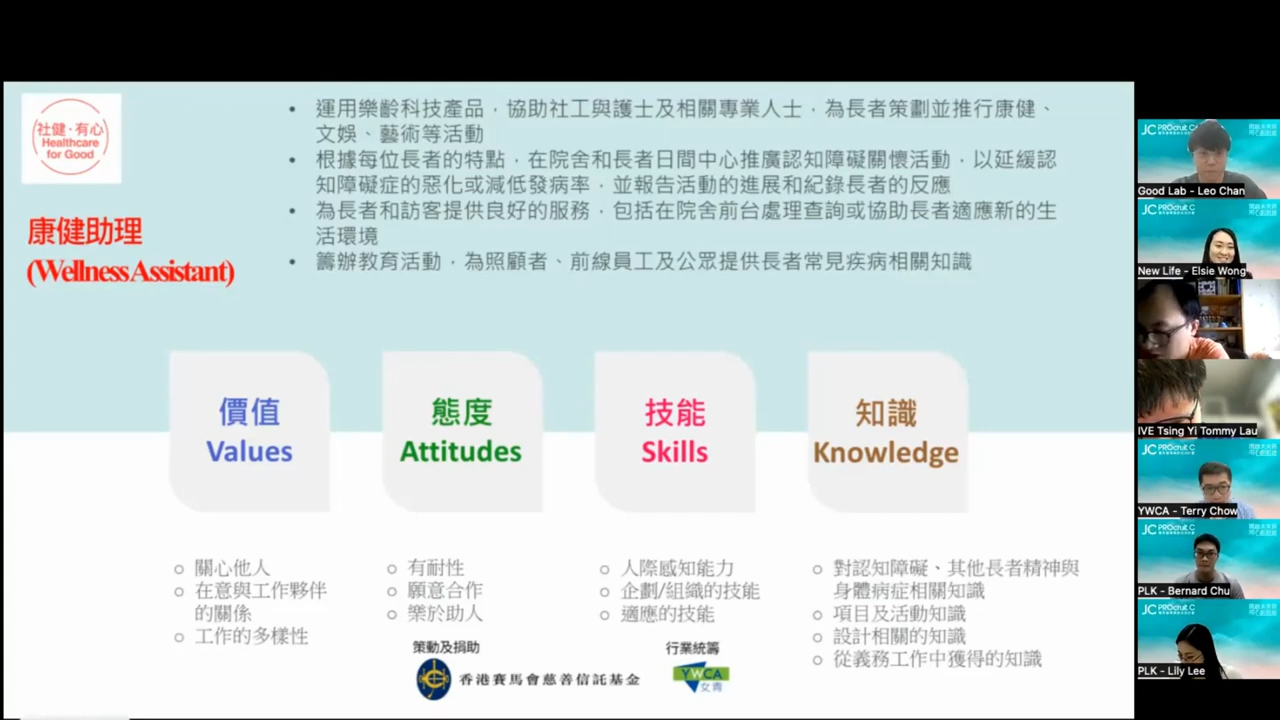 社健·有心
Healthcare
for Good
康健助理
(Wellness Assistant)
• 運用樂齡科技產品，協助社工與護士及相關專業人士，為長者策劃並推行康健、
文娛、藝術等活動
• 根據每位長者的特點，在院舍和長者日間中心推廣認知障礙關懷活動，以延緩認
知障礙症的惡化或減低發病率，並報告活動的進展和紀錄長者的反應
• 為長者和訪客提供良好的服務，包括在院舍前台處理查詢或協助長者適應新的生
活環境
• 籌辦教育活動，為照顧者、前線員工及公眾提供長者常見疾病相關知識
價值
Values
○ 關心他人
○ 在意與工作夥伴
的關係
○ 工作的多樣性
態度
Attitudes
○ 有耐性
○ 願意合作
○ 樂於助人
技能
Skills
○ 人際感知能力
○ 企劃/組織的技能
○ 適應的技能
知識
Knowledge
○ 對認知障礙、其他長者精神與
身體病症相關知識
○ 項目及活動知識
○ 設計相關的知識
○ 從義務工作中獲得的知識
策動及捐助
香港賽馬會慈善信託基金
行業統籌
YWCA
女青
JC PROcruit C
Good Lab - Leo Chan
JC PROcruit C
New Life - Elsie Wong
IVE Tsing Yi Tommy Lau
JC PROcruit C
YWCA - Terry Chow
JC PROcruit C
PLK - Bernard Chu
JC PROcruit C
PLK - Lily Lee